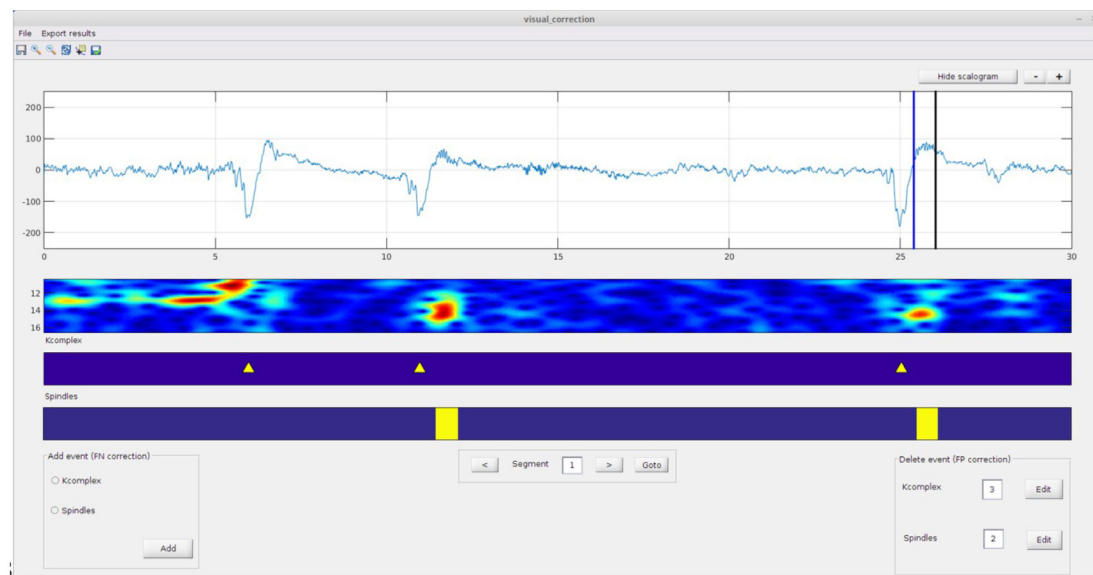 visual_correction
File Export results
Hide scalogram - +
200
100
0
-100
-200
0 5 10 15 20 25 30
12
14
16
Kcomplex
Spindles
Add event (FN correction)
Kcomplex
Spindles
Add
< Segment 1 > Goto
Delete event (FP correction)
Kcomplex 3 Edit
Spindles 2 Edit